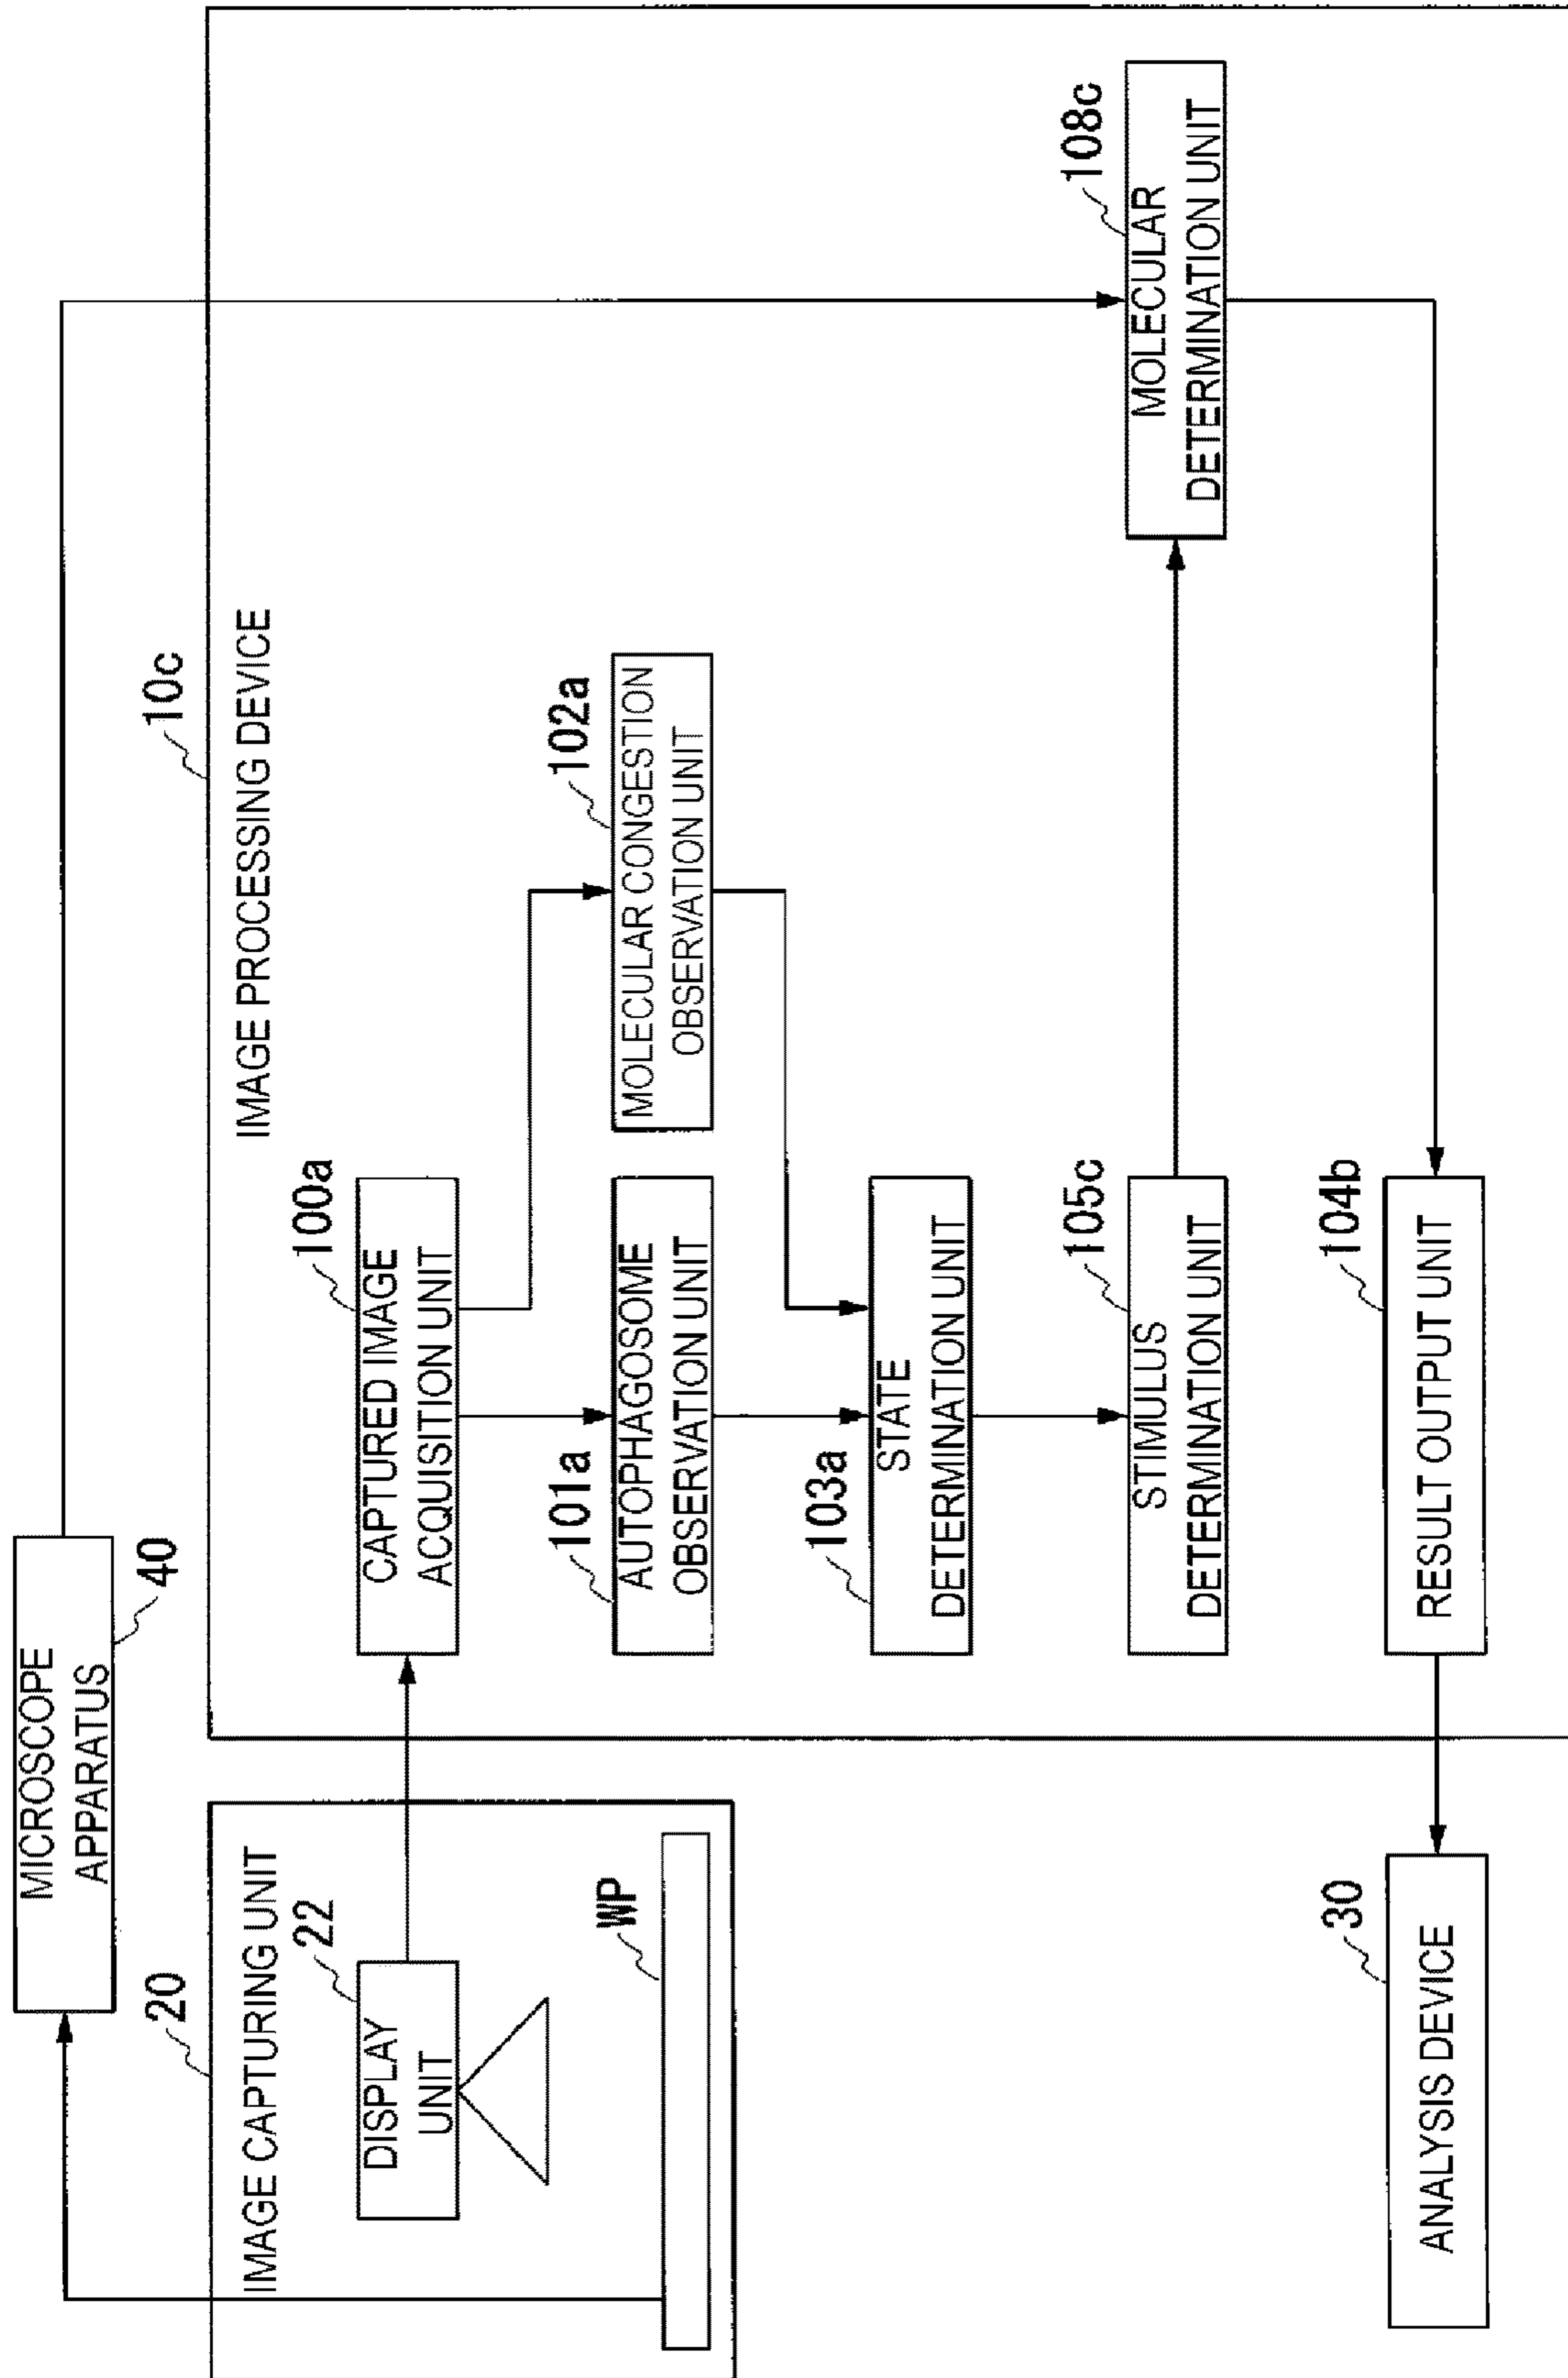 MICROSCOPE
APPARATUS
40
20
IMAGE CAPTURING UNIT
22
DISPLAY
UNIT
WP
10c
IMAGE PROCESSING DEVICE
100a
CAPTURED IMAGE
ACQUISITION UNIT
101a
AUTOPHAGOSOME
OBSERVATION UNIT
102a
MOLECULAR CONGESTION
OBSERVATION UNIT
103a
STATE
DETERMINATION UNIT
105c
STIMULUS
DETERMINATION UNIT
108c
MOLECULAR
DETERMINATION UNIT
104b
RESULT OUTPUT UNIT
30
ANALYSIS DEVICE